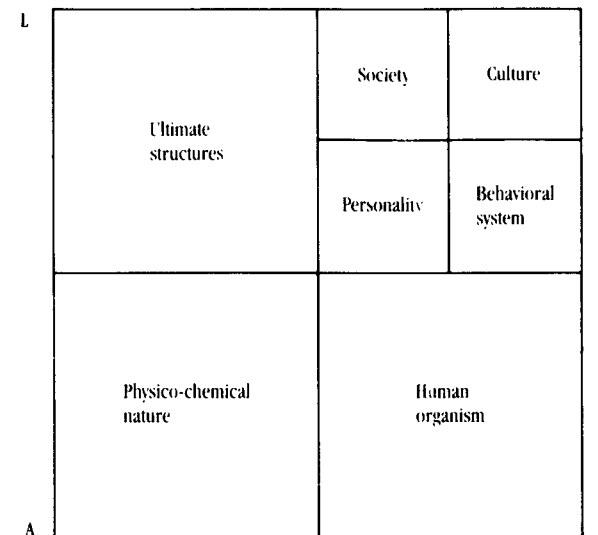 L
Society
Culture
Ultimate
structures
Personality
Behavioral
system
Physico-chemical
nature
Human
organism
A